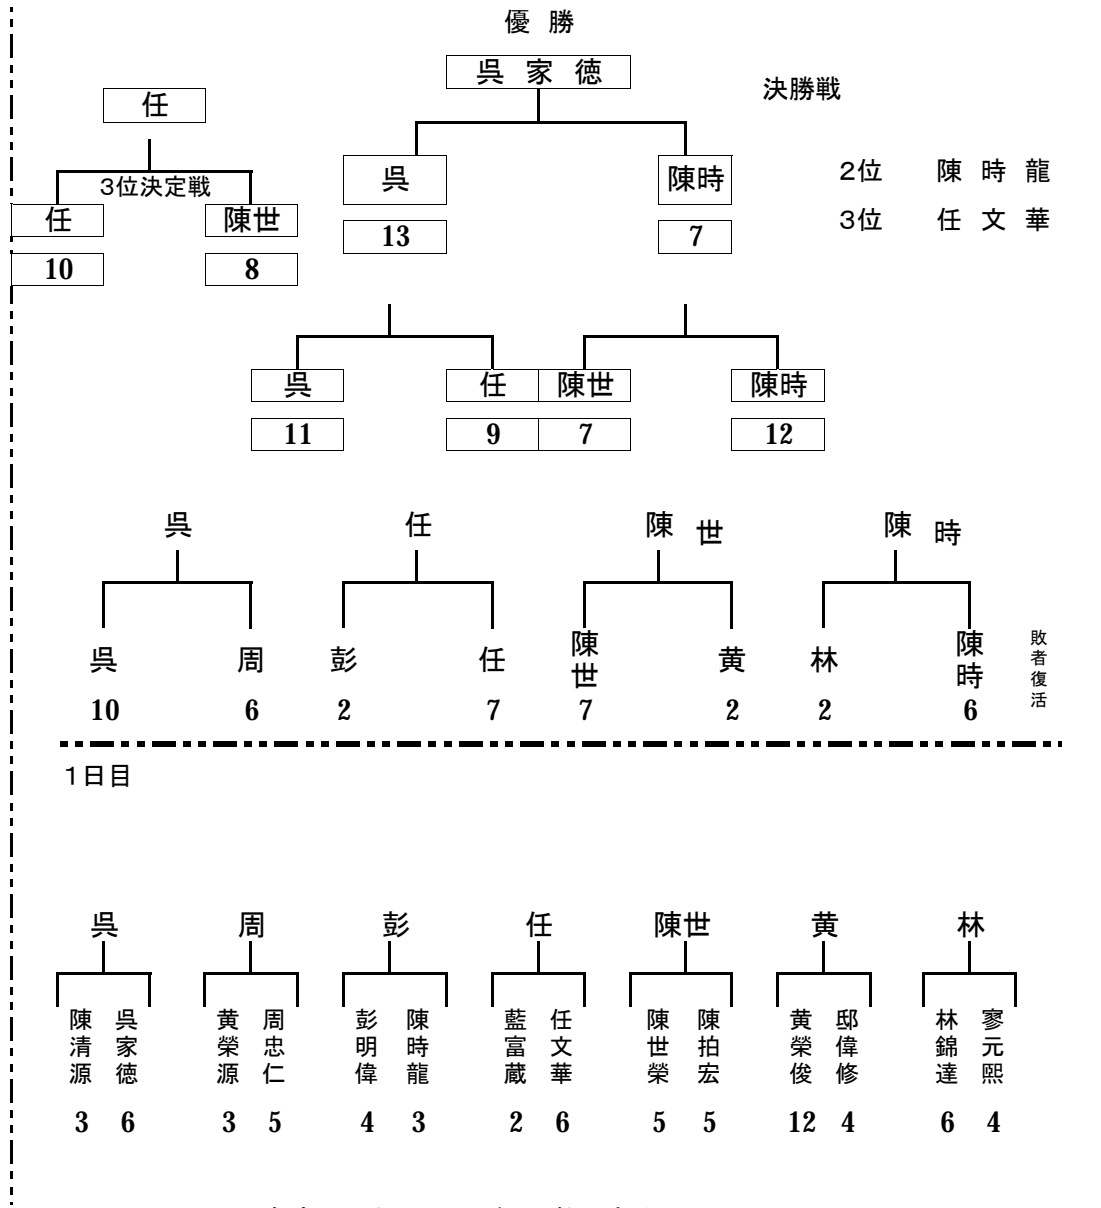 優 勝
呉 家 徳
決勝戦
任
3位決定戦
任 陳世
10 8
呉 陳時
13 7
2位 陳 時 龍
3位 任 文 華
呉 任 陳世 陳時
11 9 7 12
呉 任 陳 世 陳 時
呉 周 彭 任 陳世 黄 林 陳時
敗者復活
10 6 2 7 7 2 2 6
1日目
呉 周 彭 任 陳世 黄 林
陳清源 呉家徳 黄榮源 周忠仁 彭明偉 陳時龍 藍富蔵 任文華 陳世榮 陳拍宏 黄榮俊 邸偉修 林錦達 寥元熙
3 6 3 5 4 3 2 6 5 5 12 4 6 4